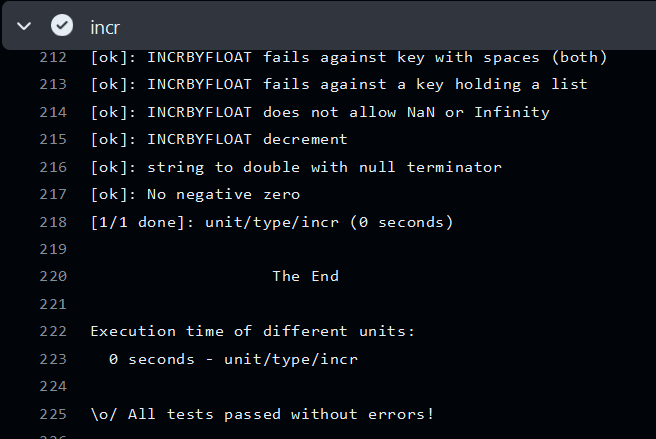 incr
212 [ok]: INCRBYFLOAT fails against key with spaces (both)
213 [ok]: INCRBYFLOAT fails against a key holding a list
214 [ok]: INCRBYFLOAT does not allow NaN or Infinity
215 [ok]: INCRBYFLOAT decrement
216 [ok]: string to double with null terminator
217 [ok]: No negative zero
218 [1/1 done]: unit/type/incr (0 seconds)
219
220 The End
221
222 Execution time of different units:
223 0 seconds - unit/type/incr
224
225 \o/ All tests passed without errors!